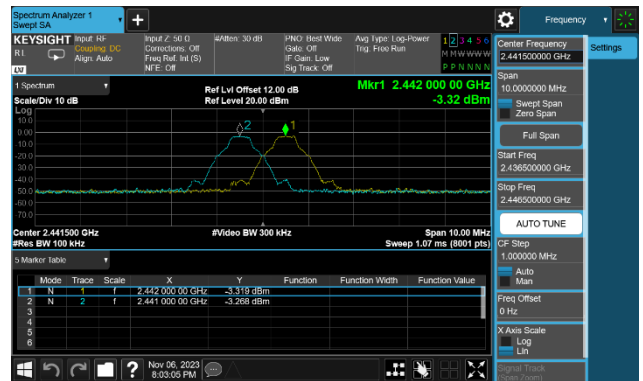 Spectrum Analyzer 1
Swept SA
+
Frequency
KEYSIGHT
Input: RF
Input Z: 50 Ω
#Atten: 30 dB
PNO: Best Wide
Avg Type: Log-Power
1 2 3 4 5 6
RL
Coupling: DC
Corrections: Off
Gate: Off
Trig: Free Run
M M W W W W
Align: Auto
Freq Ref: Int (S)
IF Gain: Low
NFE: Off
Sig Track: Off
P P N N N N
LXI
1 Spectrum
Ref Lvl Offset 12.00 dB
Mkr1 2.442 000 00 GHz
Scale/Div 10 dB
Ref Level 20.00 dBm
-3.32 dBm
Log
10.0
0.00
-10.0
-20.0
-30.0
-40.0
-50.0
-60.0
-70.0
2
1
Center 2.441500 GHz
#Video BW 300 kHz
Span 10.00 MHz
#Res BW 100 kHz
Sweep 1.07 ms (8001 pts)
5 Marker Table
Mode Trace Scale X Y Function Function Width Function Value
1 N 1 f 2.442 000 00 GHz -3.319 dBm
2 N 2 f 2.441 000 00 GHz -3.268 dBm
3
4
5
6
?
Nov 06, 2023
8:03:05 PM
Center Frequency
2.441500000 GHz
Settings
Span
10.0000000 MHz
Swept Span
Zero Span
Full Span
Start Freq
2.436500000 GHz
Stop Freq
2.446500000 GHz
AUTO TUNE
CF Step
1.000000 MHz
Auto
Man
Freq Offset
0 Hz
X Axis Scale
Log
Lin
Signal Track
(Span Zoom)